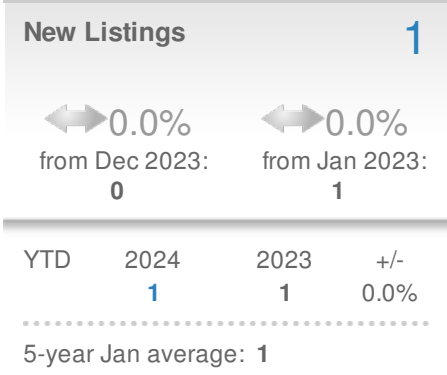 New Listings 1
0.0% 0.0%
from Dec 2023: from Jan 2023:
0 1
YTD 2024 2023 +/-
1 1 0.0%
5-year Jan average: 1